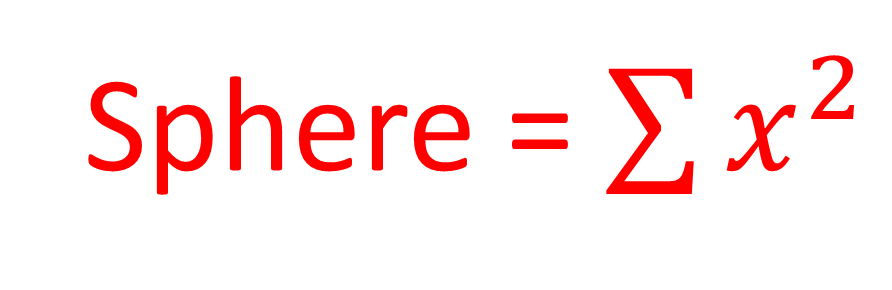 Sphere = ∑ x²